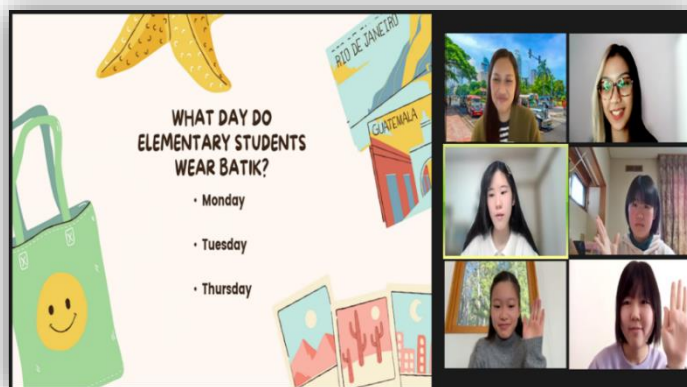 RIO DE JANEIRO
GUATEMALA
WHAT DAY DO
ELEMENTARY STUDENTS
WEAR BATIK?
• Monday
• Tuesday
• Thursday